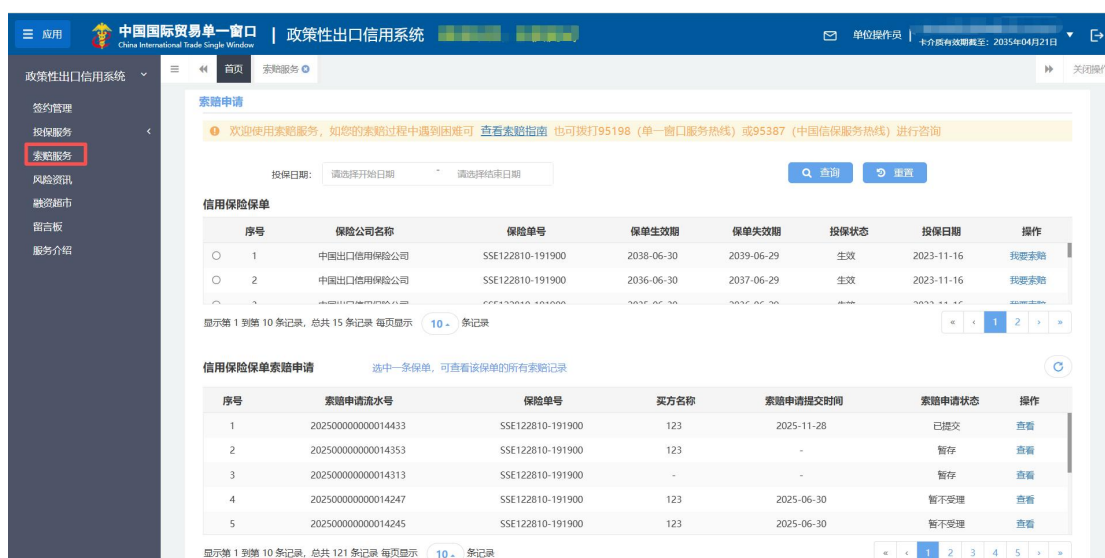 应用 中国国际贸易单一窗口 | 政策性出口信用系统 单位操作员 |
China International Trade Single Window 卡介质有效期截至：2035年04月21日
政策性出口信用系统 首页 索赔服务 关闭操作
签约管理
投保服务
索赔服务
风险资讯
融资超市
留言板
服务介绍
索赔申请
欢迎使用索赔服务，如您的索赔过程中遇到困难可 查看索赔指南 也可拨打95198（单一窗口服务热线）或95387（中国信保服务热线）进行咨询
投保日期： 请选择开始日期 - 请选择结束日期 查询 重置
信用保险保单
序号 保险公司名称 保险单号 保单生效期 保单失效期 投保状态 投保日期 操作
1 中国出口信用保险公司 SSE122810-191900 2038-06-30 2039-06-29 生效 2023-11-16 我要索赔
2 中国出口信用保险公司 SSE122810-191900 2036-06-30 2037-06-29 生效 2023-11-16 我要索赔
显示第 1 到第 10 条记录，总共 15 条记录 每页显示 10 条记录 « ‹ 1 2 › »
信用保险保单索赔申请 选中一条保单，可查看该保单的所有索赔记录
序号 索赔申请流水号 保险单号 买方名称 索赔申请提交时间 索赔申请状态 操作
1 202500000000014433 SSE122810-191900 123 2025-11-28 已提交 查看
2 202500000000014353 SSE122810-191900 123 - 暂存 查看
3 202500000000014313 SSE122810-191900 - - 暂存 查看
4 202500000000014247 SSE122810-191900 123 2025-06-30 暂不受理 查看
5 202500000000014245 SSE122810-191900 123 2025-06-30 暂不受理 查看
显示第 1 到第 10 条记录，总共 121 条记录 每页显示 10 条记录 « ‹ 1 2 3 4 5 › »